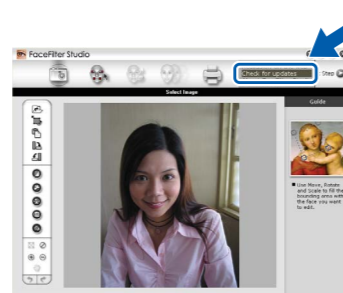 FaceFilter Studio
Check for updates
Step
Select Image
Guide
Use Move, Rotate
and Scale to fill the
bounding area with
the face you want
to edit.